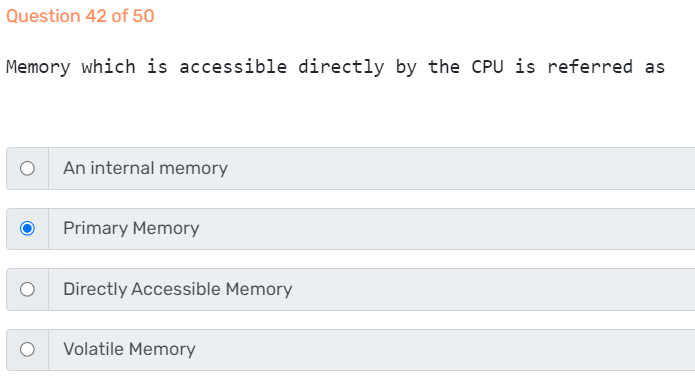 Question 42 of 50
Memory which is accessible directly by the CPU is referred as
An internal memory
Primary Memory
Directly Accessible Memory
Volatile Memory